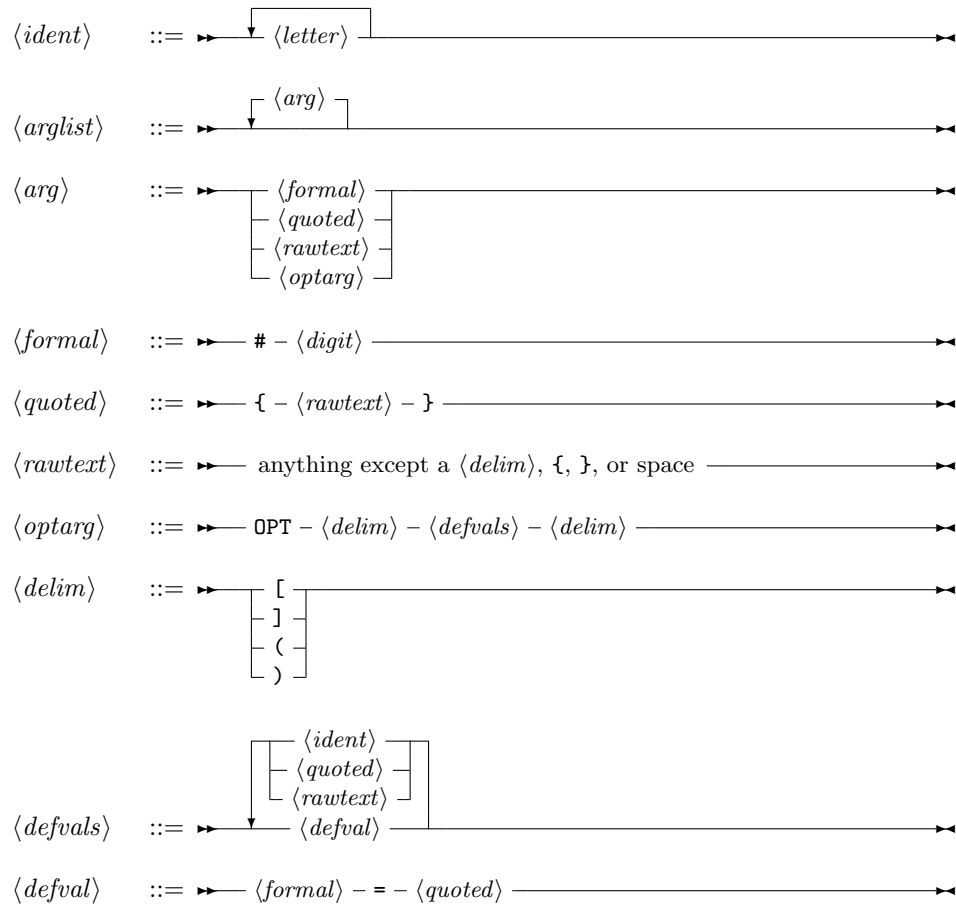 ⟨ident⟩ ::= ⟨letter⟩
⟨arg⟩
⟨arglist⟩ ::=
⟨arg⟩ ::= ⟨formal⟩
⟨quoted⟩
⟨rawtext⟩
⟨optarg⟩
⟨formal⟩ ::= # – ⟨digit⟩
⟨quoted⟩ ::= { – ⟨rawtext⟩ – }
⟨rawtext⟩ ::= anything except a ⟨delim⟩, {, }, or space
⟨optarg⟩ ::= OPT – ⟨delim⟩ – ⟨defvals⟩ – ⟨delim⟩
⟨delim⟩ ::= [
]
(
)
⟨ident⟩
⟨quoted⟩
⟨rawtext⟩
⟨defvals⟩ ::= ⟨defval⟩
⟨defval⟩ ::= ⟨formal⟩ – = – ⟨quoted⟩